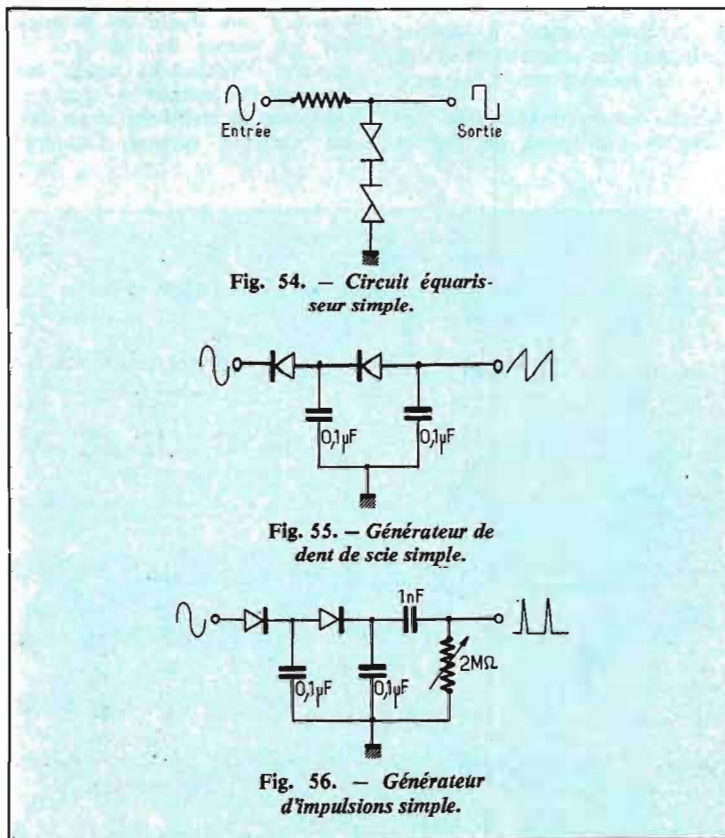 Entrée
Sortie
Fig. 54. — Circuit équaris-
seur simple.
0,1µF
0,1µF
Fig. 55. — Générateur de
dent de scie simple.
1nF
2MΩ
0,1µF
0,1µF
Fig. 56. — Générateur
d'impulsions simple.